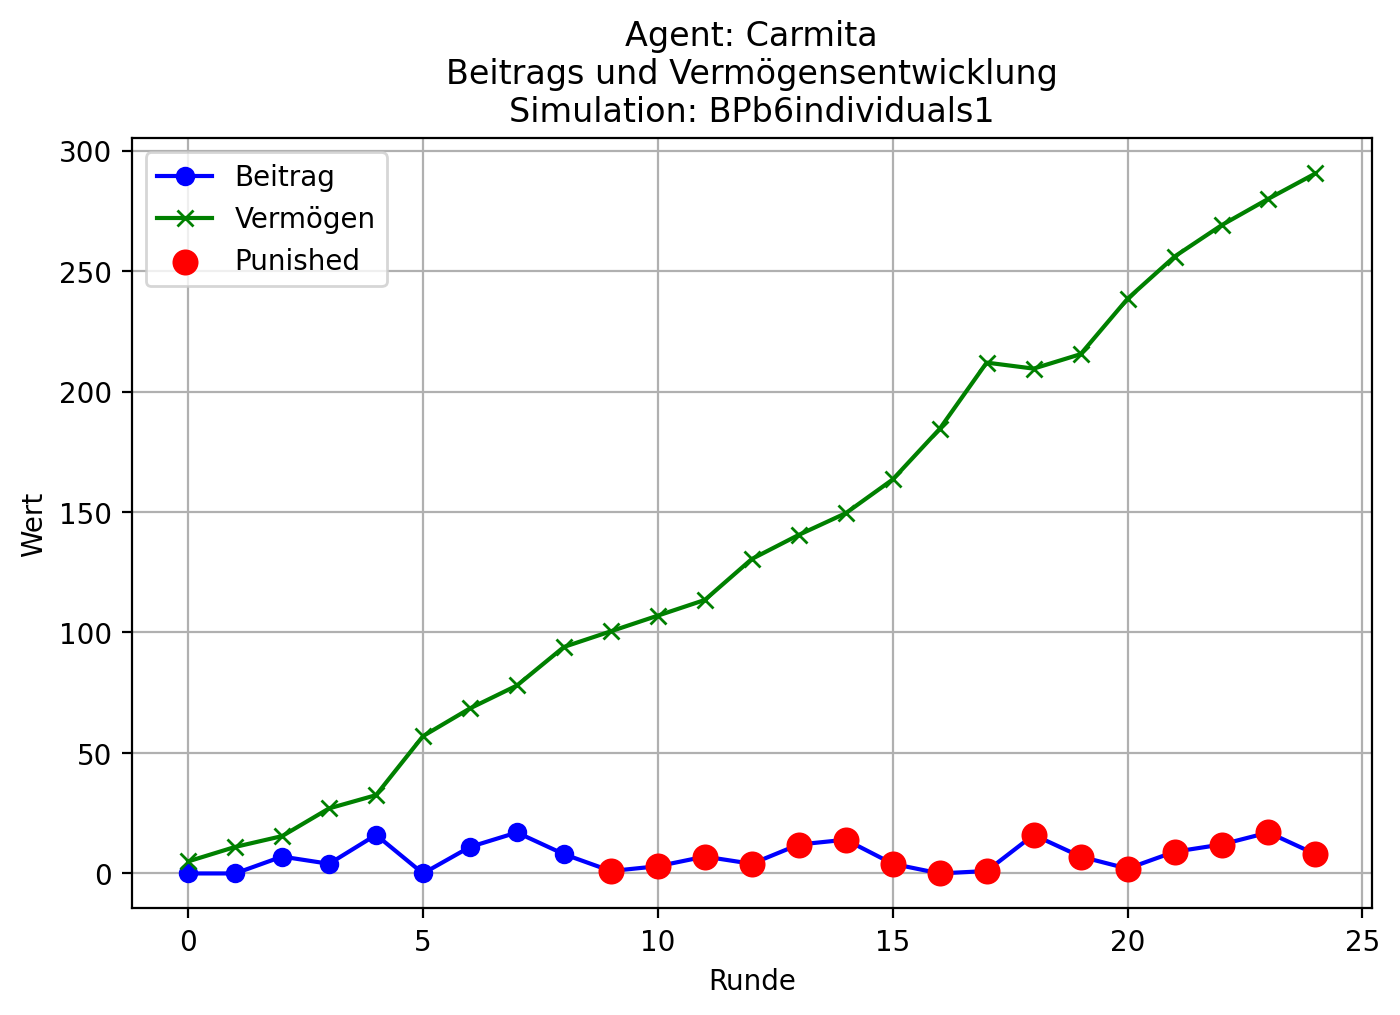 Agent: Carmita
Beitrags und Vermögensentwicklung
Simulation: BPb6individuals1
300
250
200
150
100
50
0
Wert
Beitrag
Vermögen
Punished
0 5 10 15 20 25
Runde